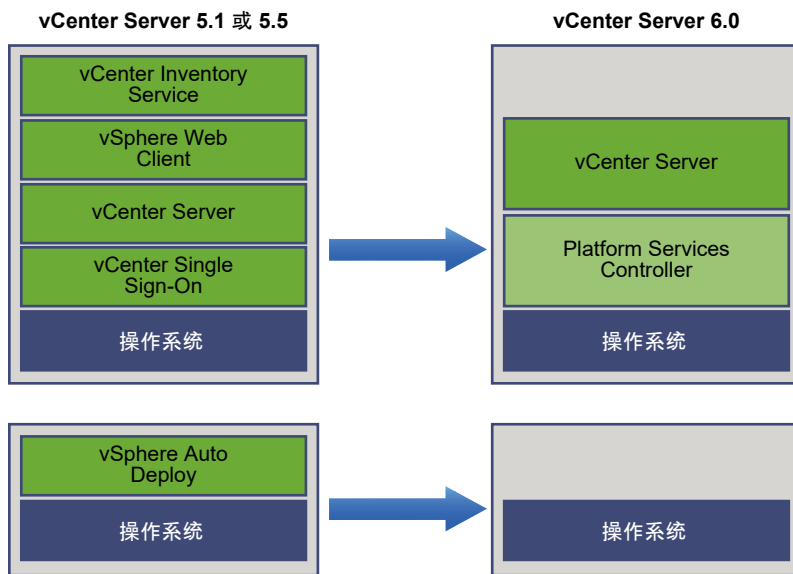 vCenter Server 5.1 或 5.5
vCenter Inventory
Service
vSphere Web
Client
vCenter Server
vCenter Single
Sign-On
操作系统
vCenter Server 6.0
vCenter Server
Platform Services
Controller
操作系统
vSphere Auto
Deploy
操作系统
操作系统